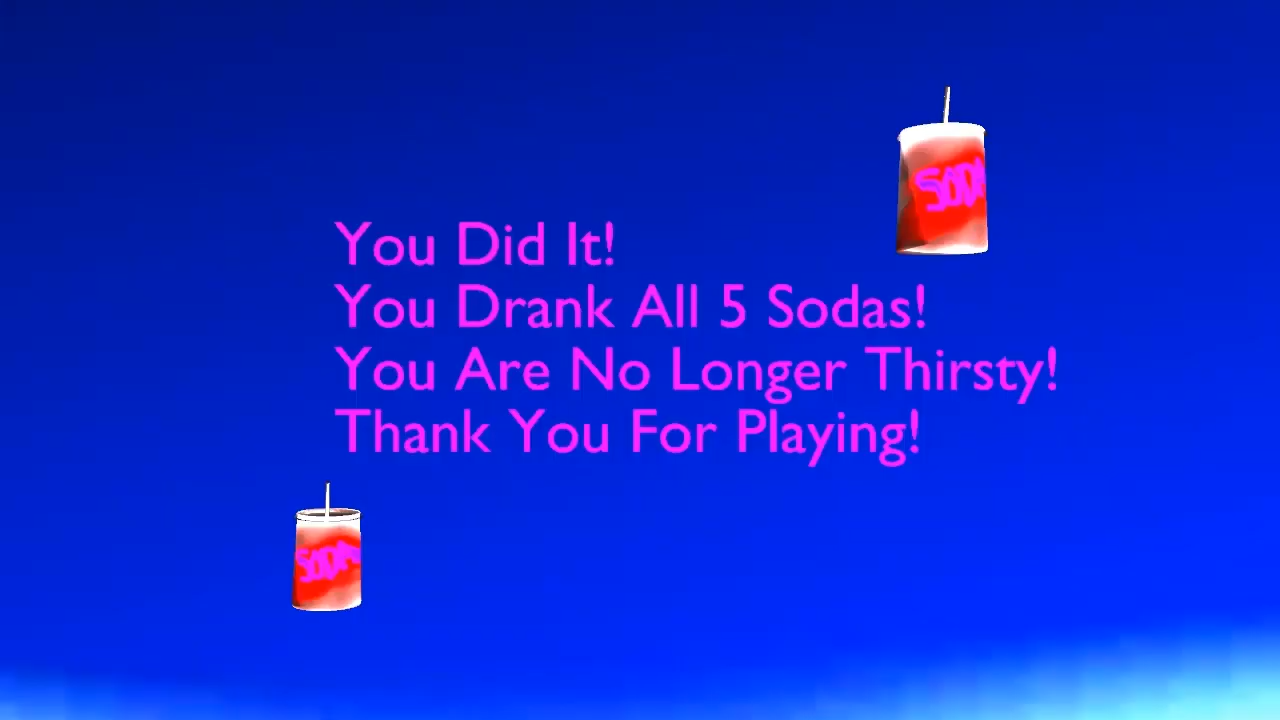 SODA
You Did It!
You Drank All 5 Sodas!
You Are No Longer Thirsty!
Thank You For Playing!
SODA